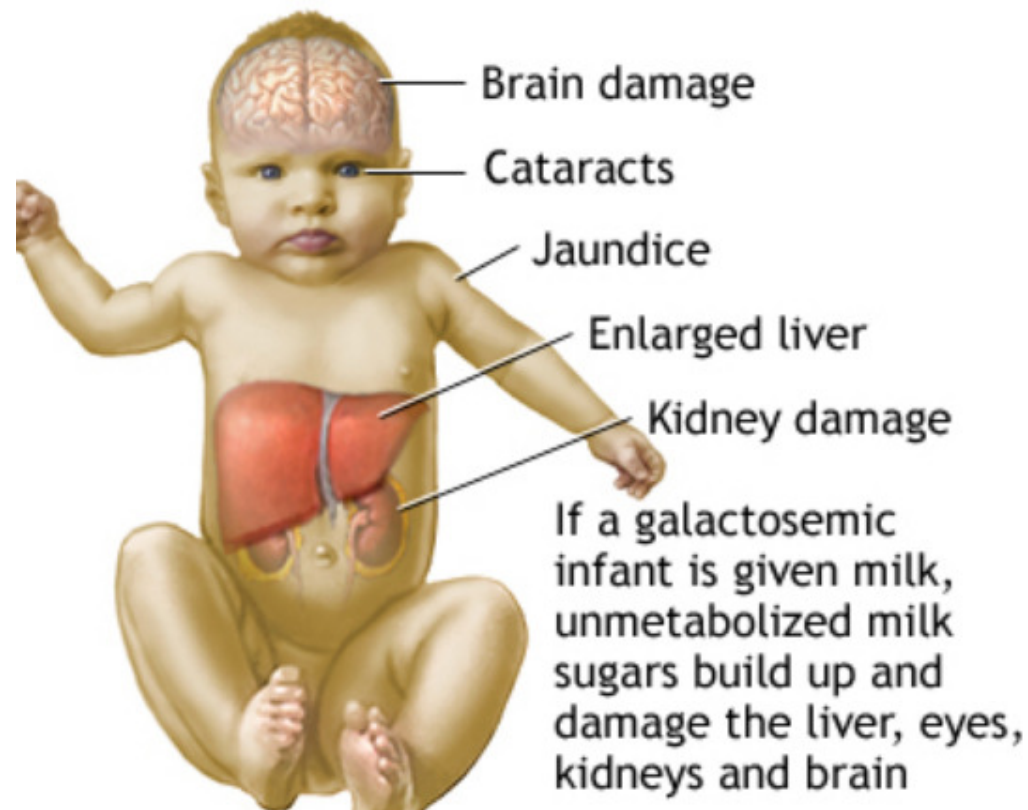 Brain damage
Cataracts
Jaundice
Enlarged liver
Kidney damage
If a galactosemic
infant is given milk,
unmetabolized milk
sugars build up and
damage the liver, eyes,
kidneys and brain